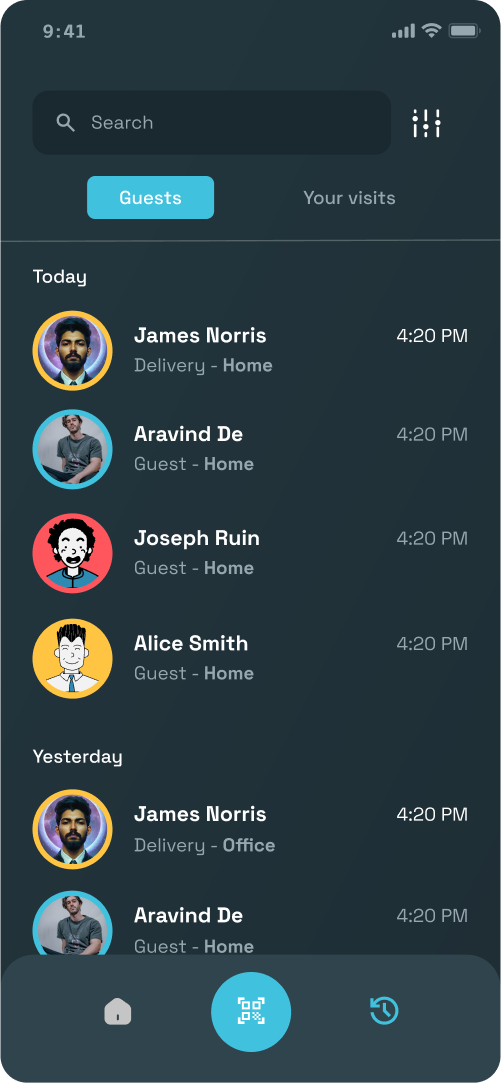 9:41
Search
Guests
Your visits
Today
James Norris
4:20 PM
Delivery - Home
Aravind De
4:20 PM
Guest - Home
Joseph Ruin
4:20 PM
Guest - Home
Alice Smith
4:20 PM
Guest - Home
Yesterday
James Norris
4:20 PM
Delivery - Office
Aravind De
4:20 PM
Guest - Home